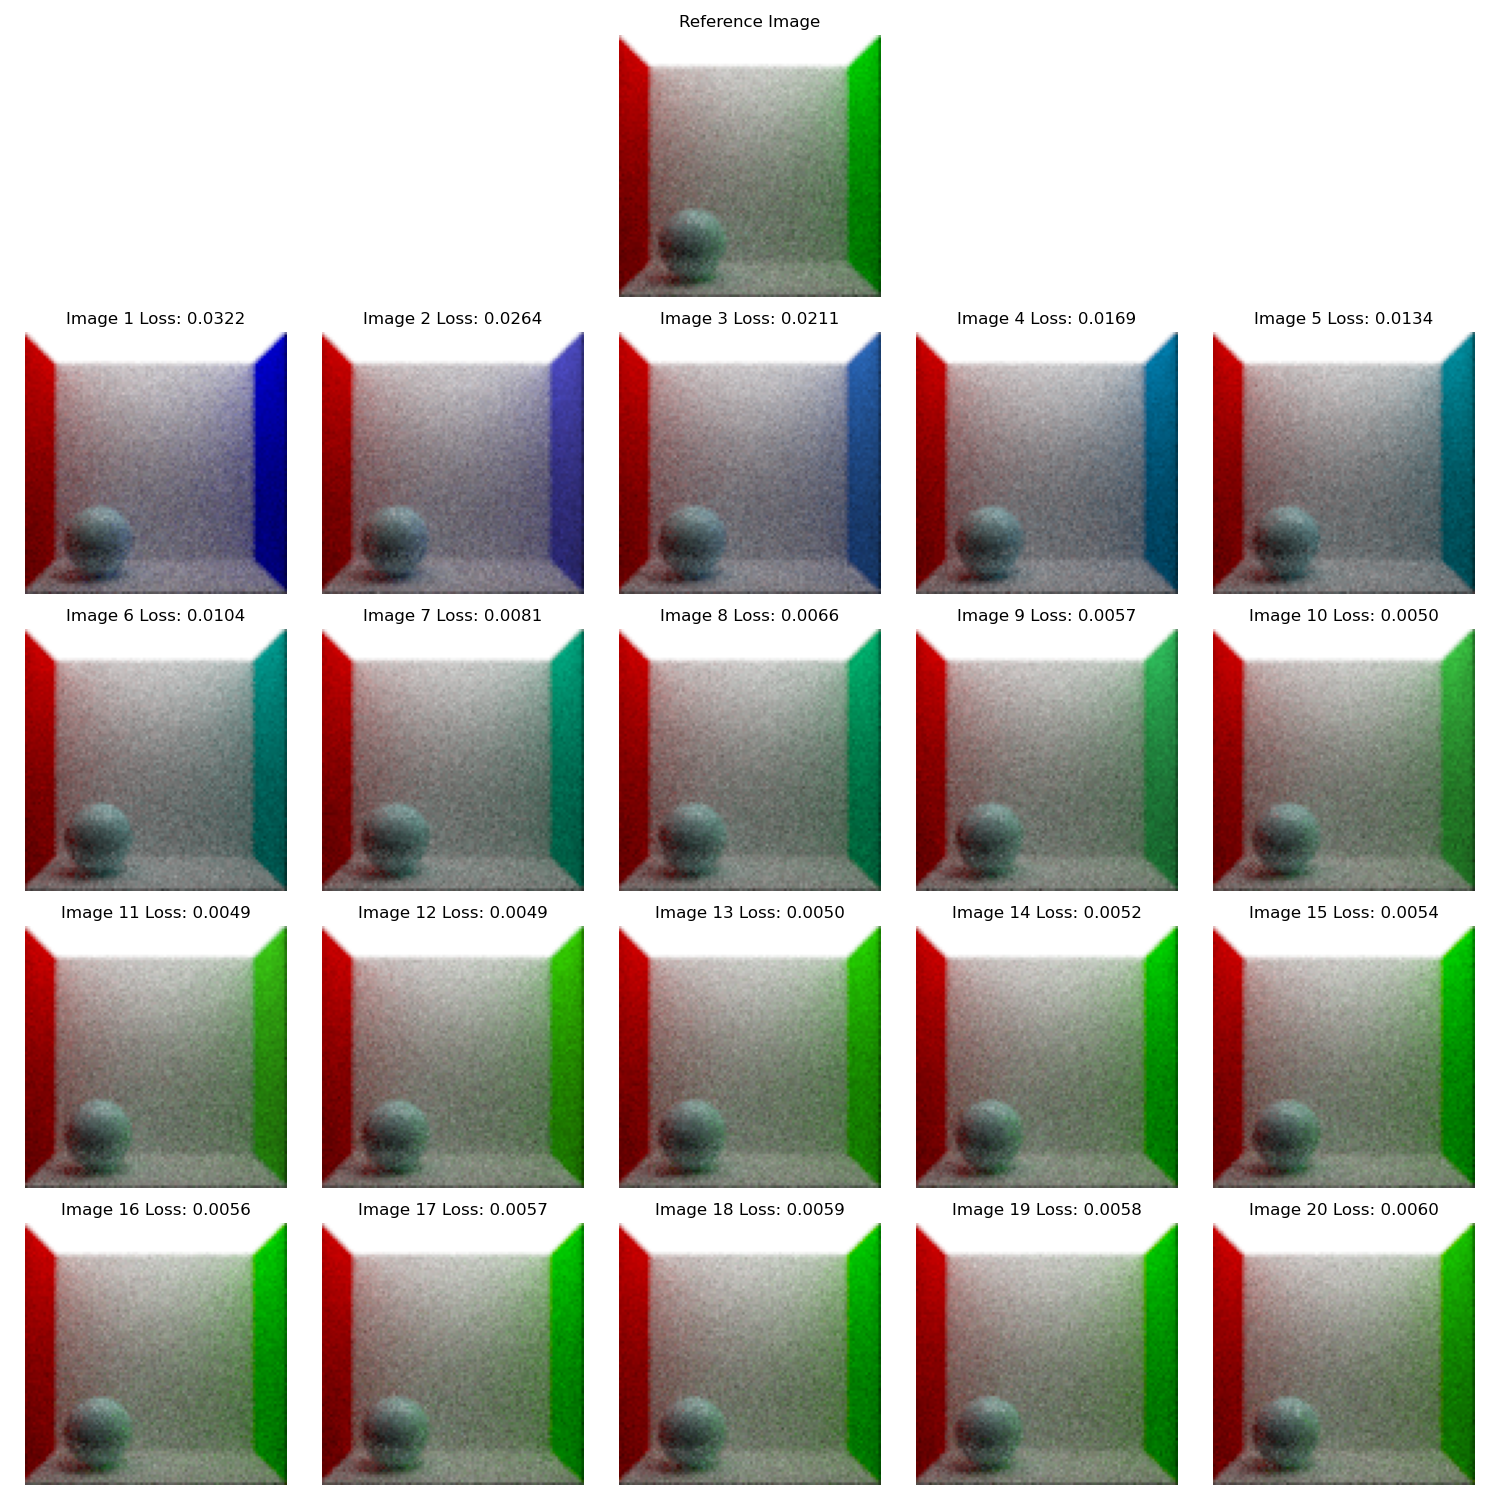 Reference Image
Image 1 Loss: 0.0322
Image 2 Loss: 0.0264
Image 3 Loss: 0.0211
Image 4 Loss: 0.0169
Image 5 Loss: 0.0134
Image 6 Loss: 0.0104
Image 7 Loss: 0.0081
Image 8 Loss: 0.0066
Image 9 Loss: 0.0057
Image 10 Loss: 0.0050
Image 11 Loss: 0.0049
Image 12 Loss: 0.0049
Image 13 Loss: 0.0050
Image 14 Loss: 0.0052
Image 15 Loss: 0.0054
Image 16 Loss: 0.0056
Image 17 Loss: 0.0057
Image 18 Loss: 0.0059
Image 19 Loss: 0.0058
Image 20 Loss: 0.0060